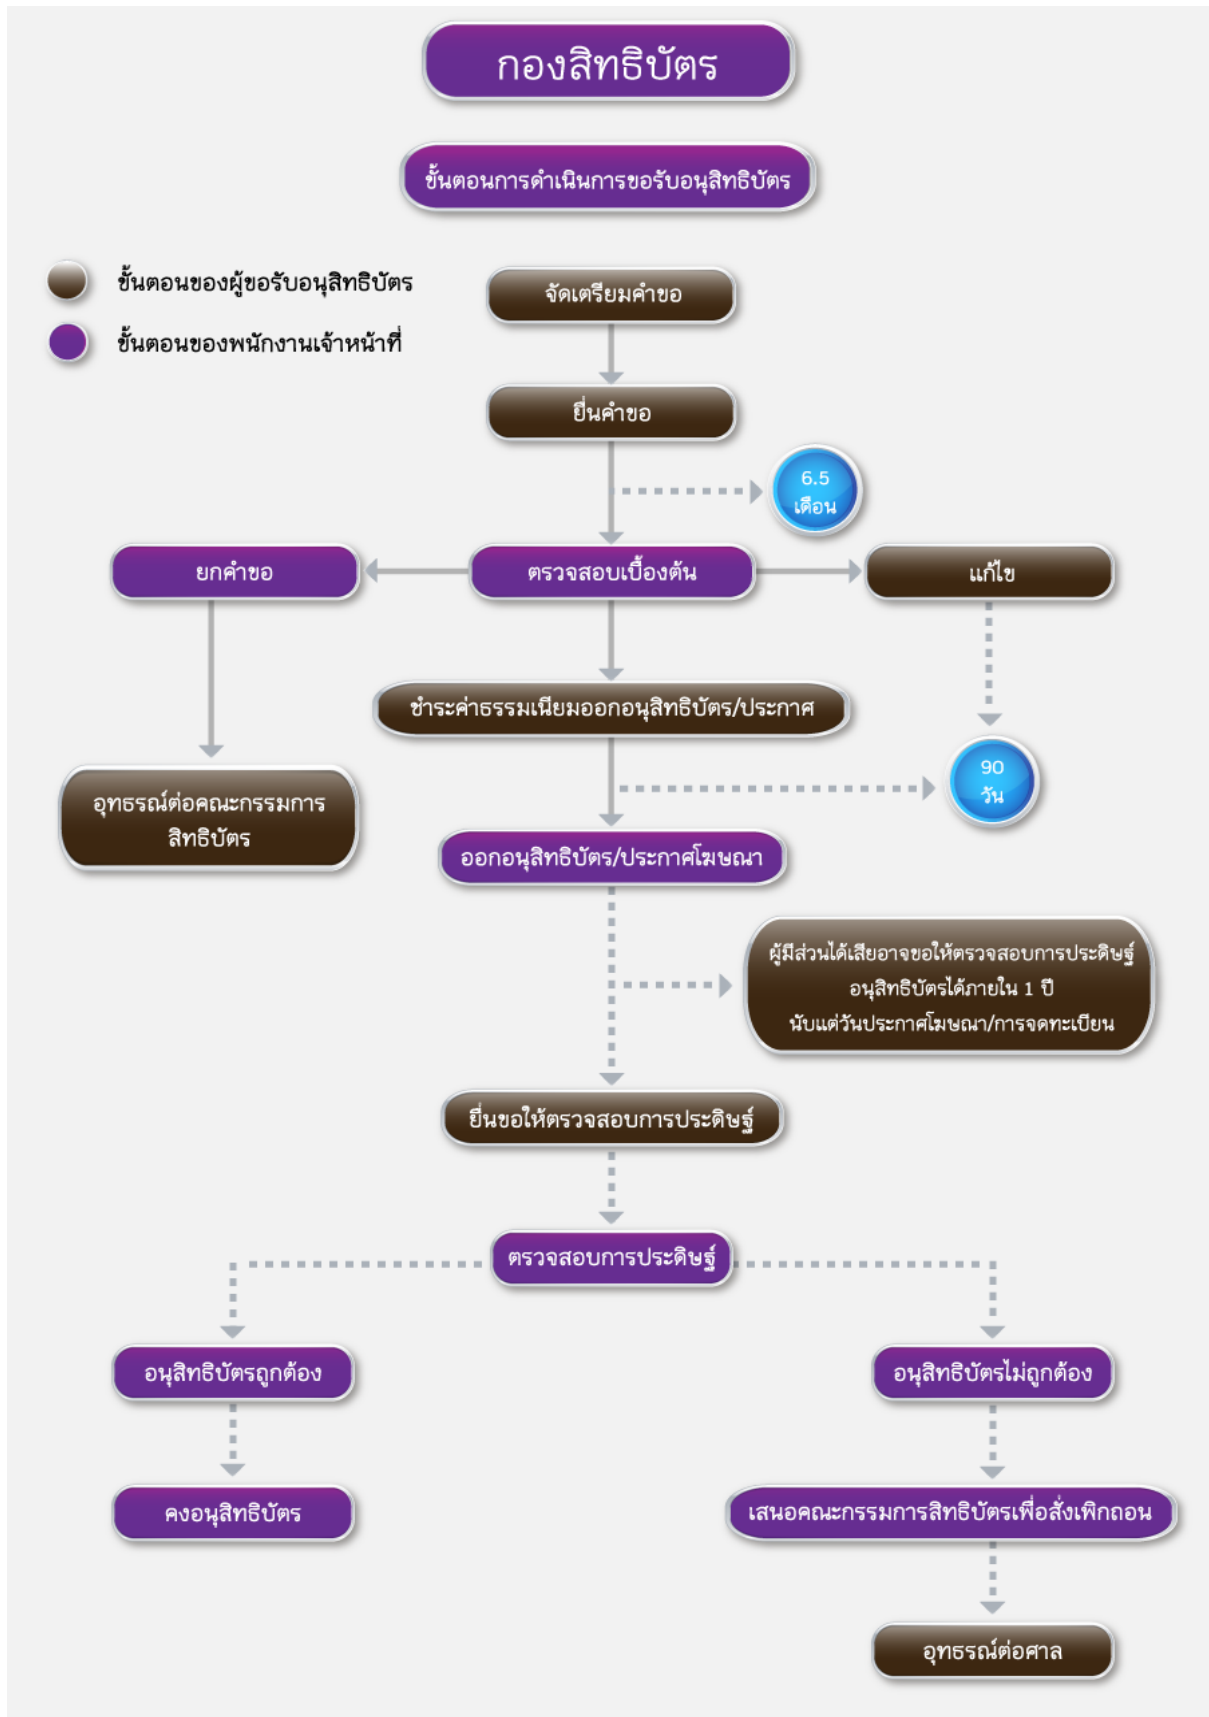 กองสิทธิบัตร
ขั้นตอนการดำเนินการขอรับอนุสิทธิบัตร
ขั้นตอนของผู้ขอรับอนุสิทธิบัตร
ขั้นตอนของพนักงานเจ้าหน้าที่
จัดเตรียมคำขอ
ยื่นคำขอ
6.5
เดือน
ยกคำขอ
ตรวจสอบเบื้องต้น
แก้ไข
ชำระค่าธรรมเนียมออกอนุสิทธิบัตร/ประกาศ
90
วัน
อุทธรณ์ต่อคณะกรรมการ
สิทธิบัตร
ออกอนุสิทธิบัตร/ประกาศโฆษณา
ผู้มีส่วนได้เสียอาจขอให้ตรวจสอบการประดิษฐ์
อนุสิทธิบัตรได้ภายใน 1 ปี
นับแต่วันประกาศโฆษณา/การจดทะเบียน
ยื่นขอให้ตรวจสอบการประดิษฐ์
ตรวจสอบการประดิษฐ์
อนุสิทธิบัตรถูกต้อง
อนุสิทธิบัตรไม่ถูกต้อง
คงอนุสิทธิบัตร
เสนอคณะกรรมการสิทธิบัตรเพื่อสั่งเพิกถอน
อุทธรณ์ต่อศาล